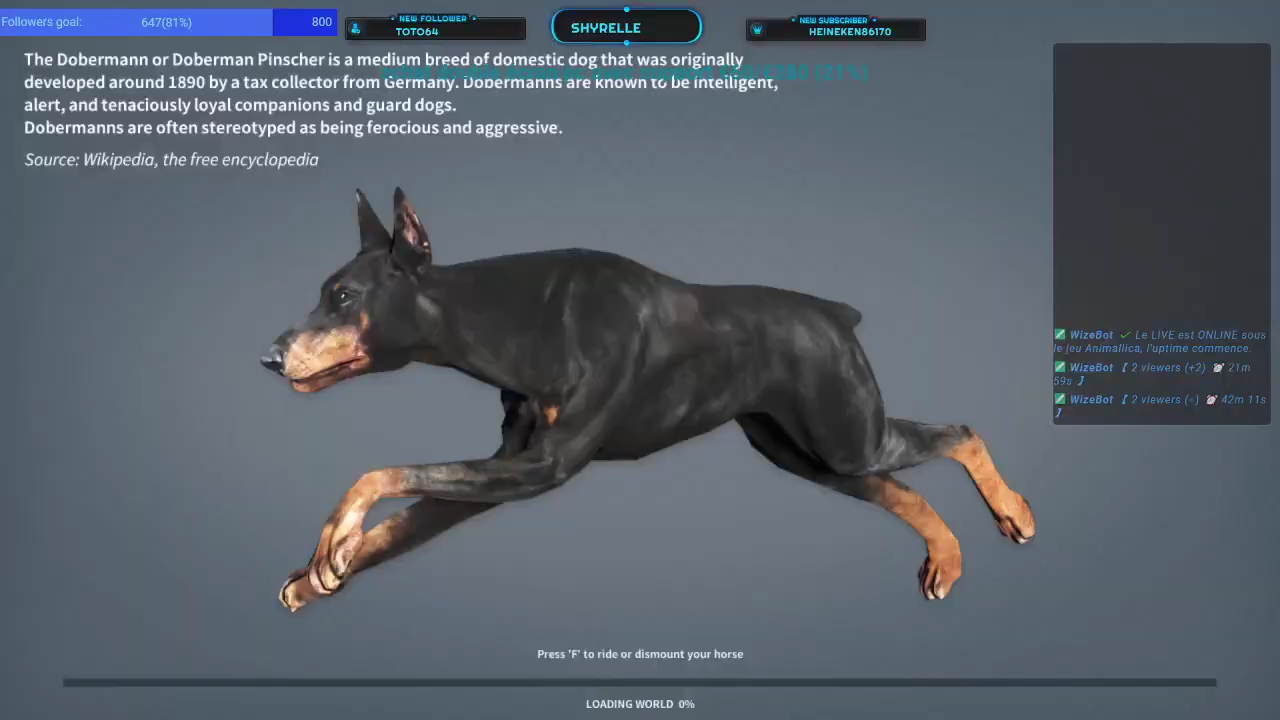 Followers goal: 647(81%) 800
NEW FOLLOWER
TOTO64
SHYRELLE
NEW SUBSCRIBER
HEINEKEN86170
The Dobermann or Doberman Pinscher is a medium breed of domestic dog that was originally
developed around 1890 by a tax collector from Germany. Dobermanns are known to be intelligent,
alert, and tenaciously loyal companions and guard dogs.
Dobermanns are often stereotyped as being ferocious and aggressive.
Source: Wikipedia, the free encyclopedia
WizeBot Le LIVE est ONLINE sous
le jeu Animallica, l'uptime commence.
WizeBot 【 2 viewers (+2) 21m
59s 】
WizeBot 【 2 viewers (=) 42m 11s
】
Press 'F' to ride or dismount your horse
LOADING WORLD 0%